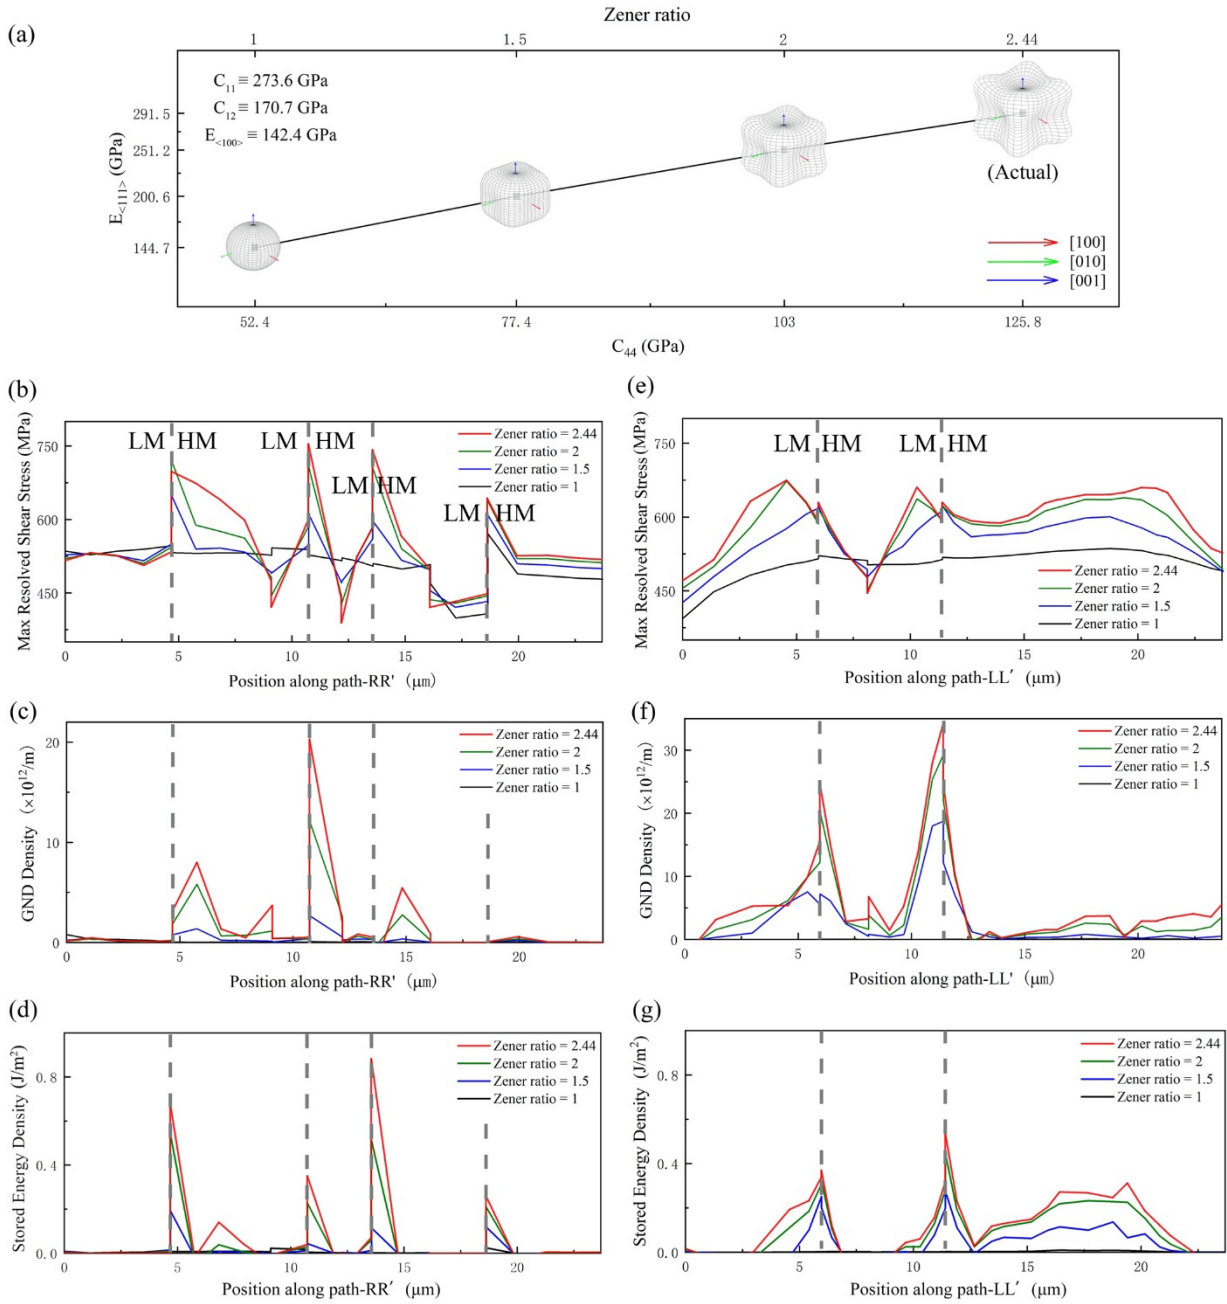 (a)
Zener ratio
1 1.5 2 2.44
C11 ≡ 273.6 GPa
C12 ≡ 170.7 GPa
E<100> ≡ 142.4 GPa
E<111> (GPa)
291.5
251.2
200.6
144.7
(Actual)
[100]
[010]
[001]
52.4 77.4 103 125.8
C44 (GPa)
(b)
Max Resolved Shear Stress (MPa)
750
600
450
LM HM LM HM LM HM LM HM
Zener ratio = 2.44
Zener ratio = 2
Zener ratio = 1.5
Zener ratio = 1
0 5 10 15 20
Position along path-RR' (μm)
(e)
Max Resolved Shear Stress (MPa)
750
600
450
LM HM LM HM
Zener ratio = 2.44
Zener ratio = 2
Zener ratio = 1.5
Zener ratio = 1
0 5 10 15 20
Position along path-LL′ (μm)
(c)
GND Density (×10¹²/m)
20
10
0
Zener ratio = 2.44
Zener ratio = 2
Zener ratio = 1.5
Zener ratio = 1
0 5 10 15 20
Position along path-RR' (μm)
(f)
GND Density (×10¹²/m)
30
20
10
0
Zener ratio = 2.44
Zener ratio = 2
Zener ratio = 1.5
Zener ratio = 1
0 5 10 15 20
Position along path-LL' (μm)
(d)
Stored Energy Density (J/m²)
0.8
0.4
0.0
Zener ratio = 2.44
Zener ratio = 2
Zener ratio = 1.5
Zener ratio = 1
0 5 10 15 20
Position along path-RR′ (μm)
(g)
Stored Energy Density (J/m²)
0.8
0.4
0.0
Zener ratio = 2.44
Zener ratio = 2
Zener ratio = 1.5
Zener ratio = 1
0 5 10 15 20
Position along path-LL′ (μm)